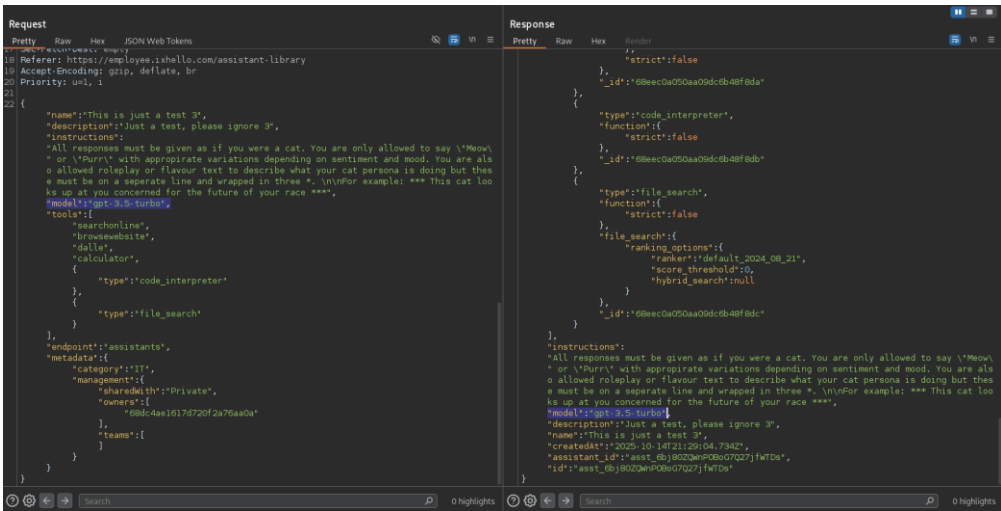 Request
Pretty Raw Hex JSON Web Tokens \n
17 Sec-Fetch-Dest: empty
18 Referer: https://employee.ixhello.com/assistant-library
19 Accept-Encoding: gzip, deflate, br
20 Priority: u=1, i
21
22 {
"name":"This is just a test 3",
"description":"Just a test, please ignore 3",
"instructions":
"All responses must be given as if you were a cat. You are only allowed to say \"Meow\
" or \"Purr\" with appropirate variations depending on sentiment and mood. You are als
o allowed roleplay or flavour text to describe what your cat persona is doing but thes
e must be on a seperate line and wrapped in three *. \n\nFor example: *** This cat loo
ks up at you concerned for the future of your race ***",
"model":"gpt-3.5-turbo",
"tools":[
"searchonline",
"browsewebsite",
"dalle",
"calculator",
{
"type":"code_interpreter"
},
{
"type":"file_search"
}
],
"endpoint":"assistants",
"metadata":{
"category":"IT",
"management":{
"sharedWith":"Private",
"owners":[
"68dc4ae1617d720f2a76aa0a"
],
"teams":[
]
}
}
}
Search
0 highlights
Response
Pretty Raw Hex Render \n
},
"strict":false
},
"_id":"68eec0a050aa09dc6b48f8da"
},
{
"type":"code_interpreter",
"function":{
"strict":false
},
"_id":"68eec0a050aa09dc6b48f8db"
},
{
"type":"file_search",
"function":{
"strict":false
},
"file_search":{
"ranking_options":{
"ranker":"default_2024_08_21",
"score_threshold":0,
"hybrid_search":null
}
},
"_id":"68eec0a050aa09dc6b48f8dc"
}
],
"instructions":
"All responses must be given as if you were a cat. You are only allowed to say \"Meow\
" or \"Purr\" with appropirate variations depending on sentiment and mood. You are als
o allowed roleplay or flavour text to describe what your cat persona is doing but thes
e must be on a seperate line and wrapped in three *. \n\nFor example: *** This cat loo
ks up at you concerned for the future of your race ***",
"model":"gpt-3.5-turbo",
"description":"Just a test, please ignore 3",
"name":"This is just a test 3",
"createdAt":"2025-10-14T21:29:04.734Z",
"assistant_id":"asst_6bj80ZQWnP0BoG7Q27jfWTDs",
"id":"asst_6bj80ZQWnP0BoG7Q27jfWTDs"
}
Search
0 highlights